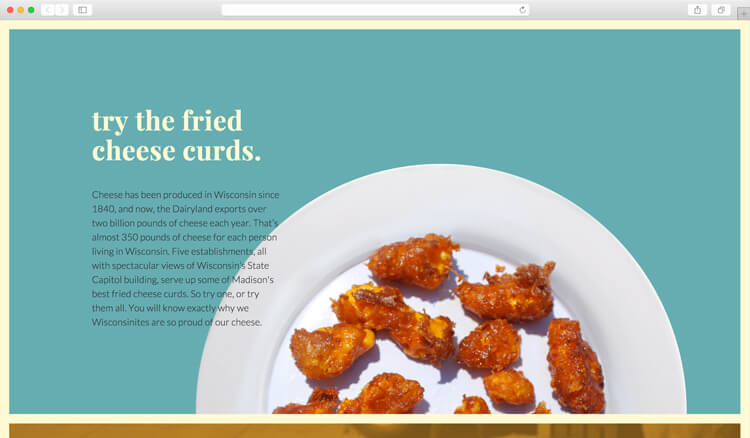 try the fried
cheese curds.
Cheese has been produced in Wisconsin since
1840, and now, the Dairyland exports over
two billion pounds of cheese each year. That's
almost 350 pounds of cheese for each person
living in Wisconsin. Five establishments, all
with spectacular views of Wisconsin's State
Capitol building, serve up some of Madison's
best fried cheese curds. So try one, or try
them all. You will know exactly why we
Wisconsinites are so proud of our cheese.